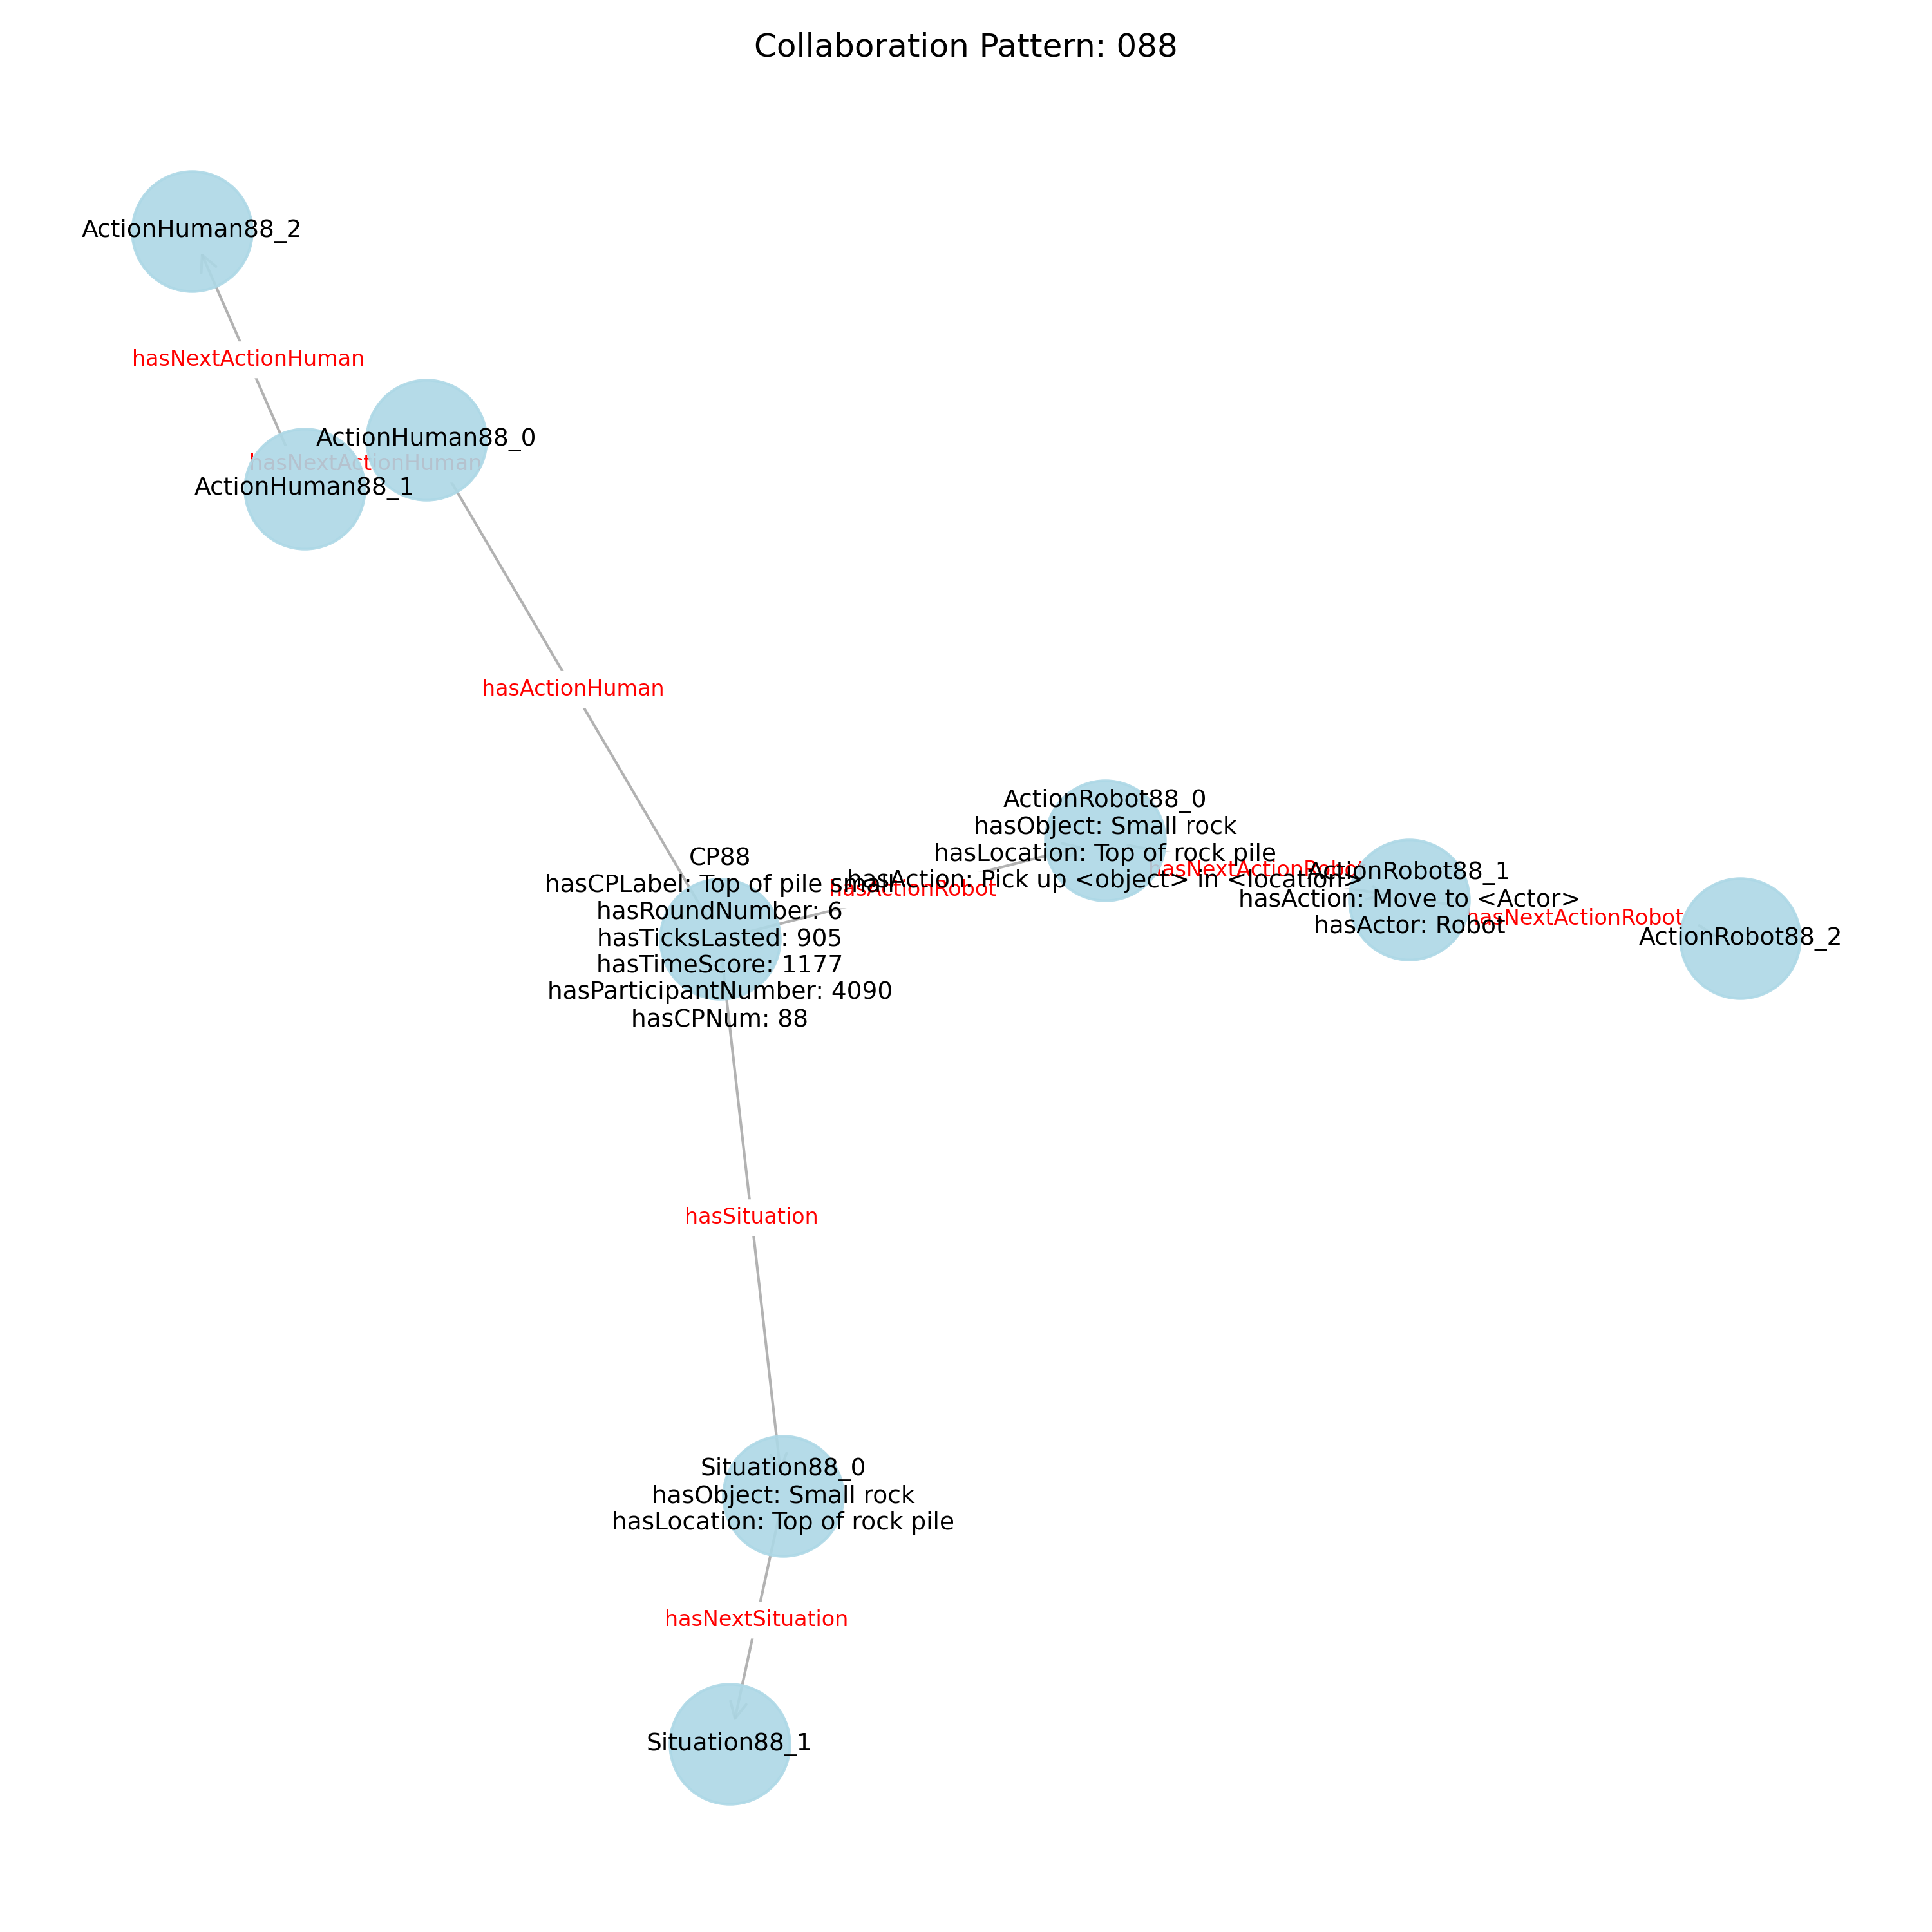 Collaboration Pattern: 088
ActionHuman88_2
hasNextActionHuman
ActionHuman88_0
hasNextActionHuman
ActionHuman88_1
hasActionHuman
ActionRobot88_0
hasObject: Small rock
hasLocation: Top of rock pile
hasAction: Pick up <object> in <location>
hasActionRobot
hasNextActionRobot
ActionRobot88_1
hasAction: Move to <Actor>
hasActor: Robot
hasNextActionRobot
ActionRobot88_2
CP88
hasCPLabel: Top of pile small
hasRoundNumber: 6
hasTicksLasted: 905
hasTimeScore: 1177
hasParticipantNumber: 4090
hasCPNum: 88
hasSituation
Situation88_0
hasObject: Small rock
hasLocation: Top of rock pile
hasNextSituation
Situation88_1